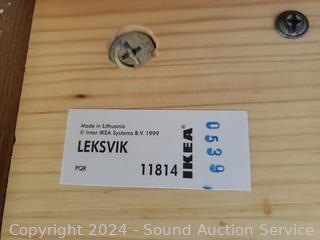 Made in Lithuania
© Inter IKEA Systems B.V. 1999
LEKSVIK
PQR
11814
IKEA
0539
Copyright 2024 - Sound Auction Service